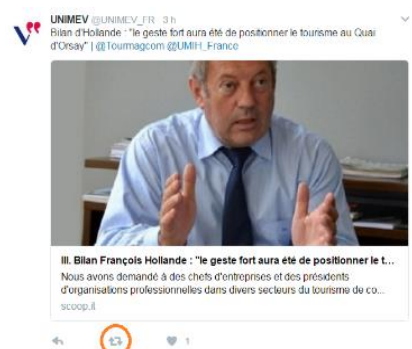 UNIMEV @UNIMEV_FR 3 h
Bilan d'Hollande : "le geste fort aura été de positionner le tourisme au Quai
d'Orsay" | @Tourmagcom @UMIH_France
III. Bilan François Hollande : "le geste fort aura été de positionner le t...
Nous avons demandé à des chefs d'entreprises et des présidents
d'organisations professionnelles dans divers secteurs du tourisme de co...
scoop.it
1